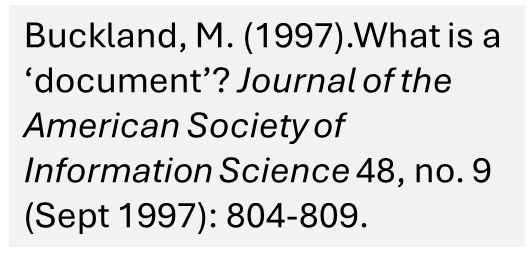 Buckland, M. (1997).What is a
‘document’? Journal of the
American Society of
Information Science 48, no. 9
(Sept 1997): 804-809.